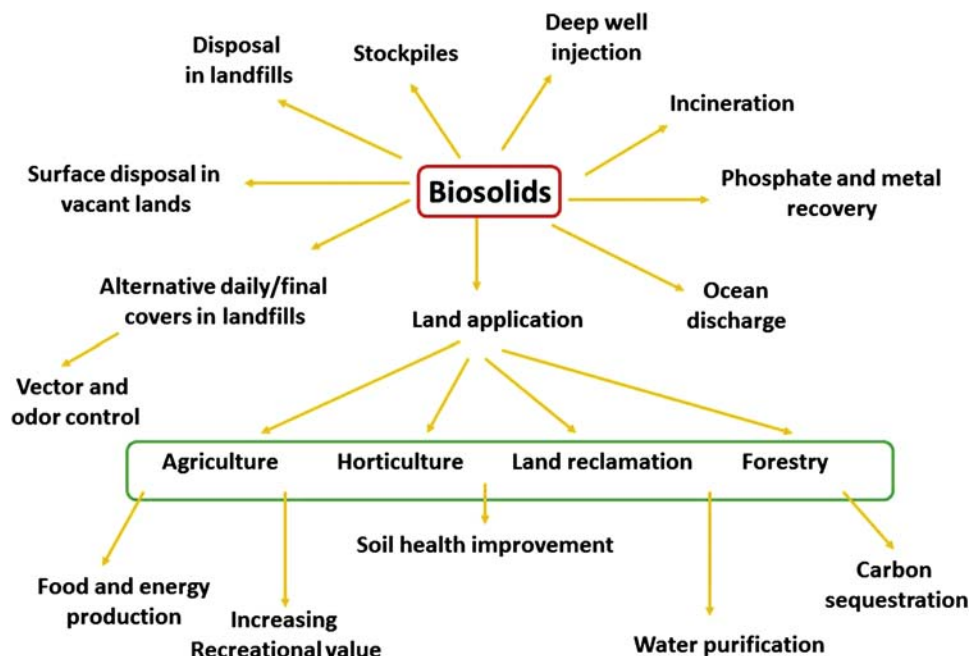 Deep well
injection
Disposal
in landfills
Stockpiles
Incineration
Surface disposal in
vacant lands
Biosolids
Phosphate and metal
recovery
Alternative daily/final
covers in landfills
Land application
Ocean
discharge
Vector and
odor control
Agriculture
Horticulture
Land reclamation
Forestry
Soil health improvement
Food and energy
production
Increasing
Recreational value
Water purification
Carbon
sequestration